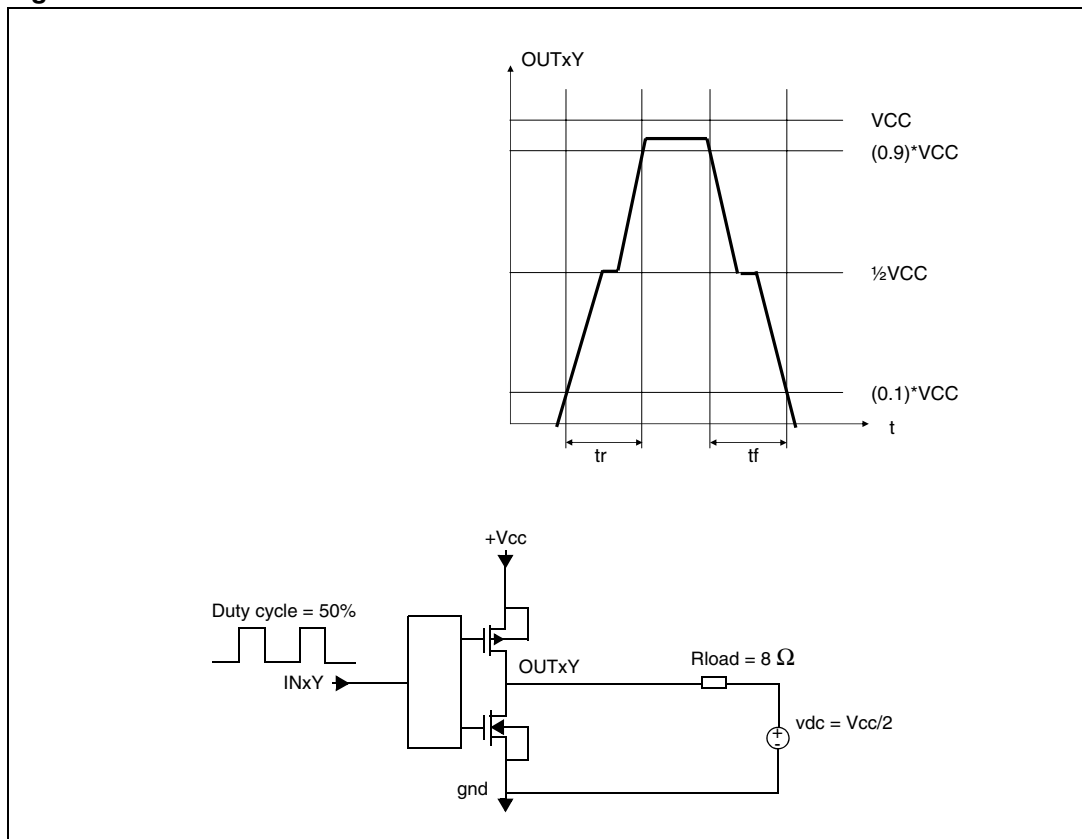 OUTxY
VCC
(0.9)*VCC
½VCC
(0.1)*VCC
t
tr
tf
+Vcc
Duty cycle = 50%
INxY
OUTxY
Rload = 8 Ω
vdc = Vcc/2
+
-
gnd